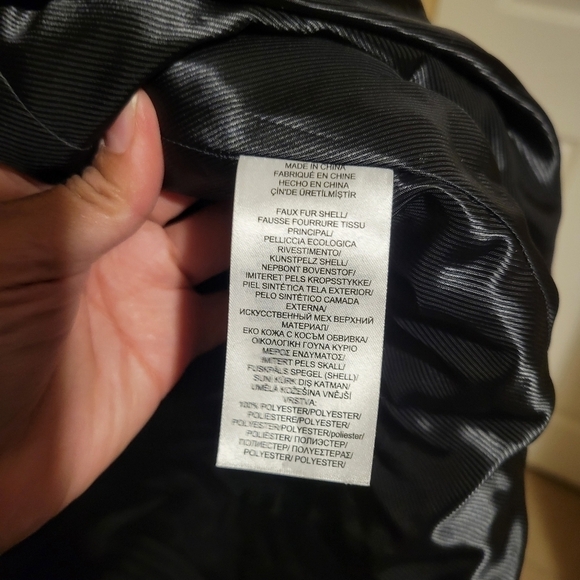 MADE IN CHINA
FABRIQUÉ EN CHINE
HECHO EN CHINA
ÇİN'DE ÜRETİLMİŞTİR
FAUX FUR SHELL/
FAUSSE FOURRURE TISSU
PRINCIPAL/
PELLICCIA ECOLOGICA
RIVESTIMENTO/
KUNSTPELZ SHELL/
NEPBONT BOVENSTOF/
IMITERET PELS KROPSSTYKKE/
PIEL SINTÉTICA TELA EXTERIOR/
PELO SINTÉTICO CAMADA
EXTERNA/
ИСКУССТВЕННЫЙ МЕХ ВЕРХНИЙ
МАТЕРИАЛ/
ЕКО КОЖА С КОСЪМ ОБВИВКА/
ΟΙΚΟΛΟΓΙΚΗ ΓΟΥΝΑ ΚΥΡΙΟ
ΜΕΡΟΣ ΕΝΔΥΜΑΤΟΣ/
IMITERT PELS SKALL/
FUSKPÄLS SPEGEL (SHELL)/
SUNI KÜRK DIŞ KATMAN/
UMĚLÁ KOŽEŠINA VNĚJŠÍ
VRSTVA:
100% POLYESTER/POLYESTER/
POLIESTERE/POLYESTER/
POLYESTER/POLYESTER/poliester/
POLIÉSTER/ ПОЛИЭСТЕР/
ПОЛИЕСТЕР/ ΠΟΛΥΕΣΤΕΡΑΣ/
POLYESTER/ POLYESTER/